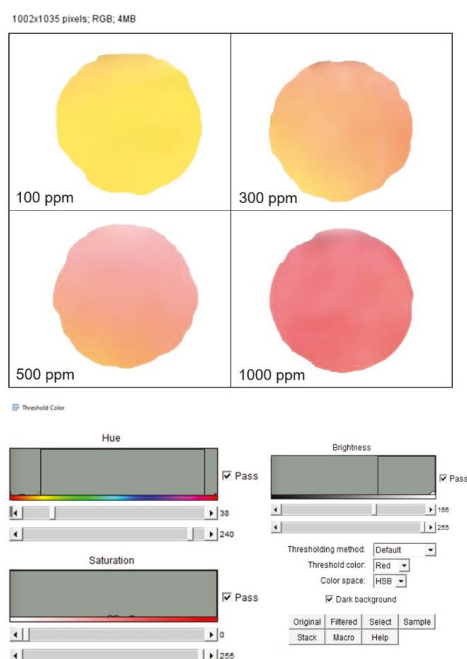 1002x1035 pixels; RGB; 4MB
100 ppm
300 ppm
500 ppm
1000 ppm
Threshold Color
Hue
Pass
38
240
Saturation
Pass
0
255
Brightness
Pass
166
255
Thresholding method: Default
Threshold color: Red
Color space: HSB
Dark background
Original Filtered Select Sample
Stack Macro Help